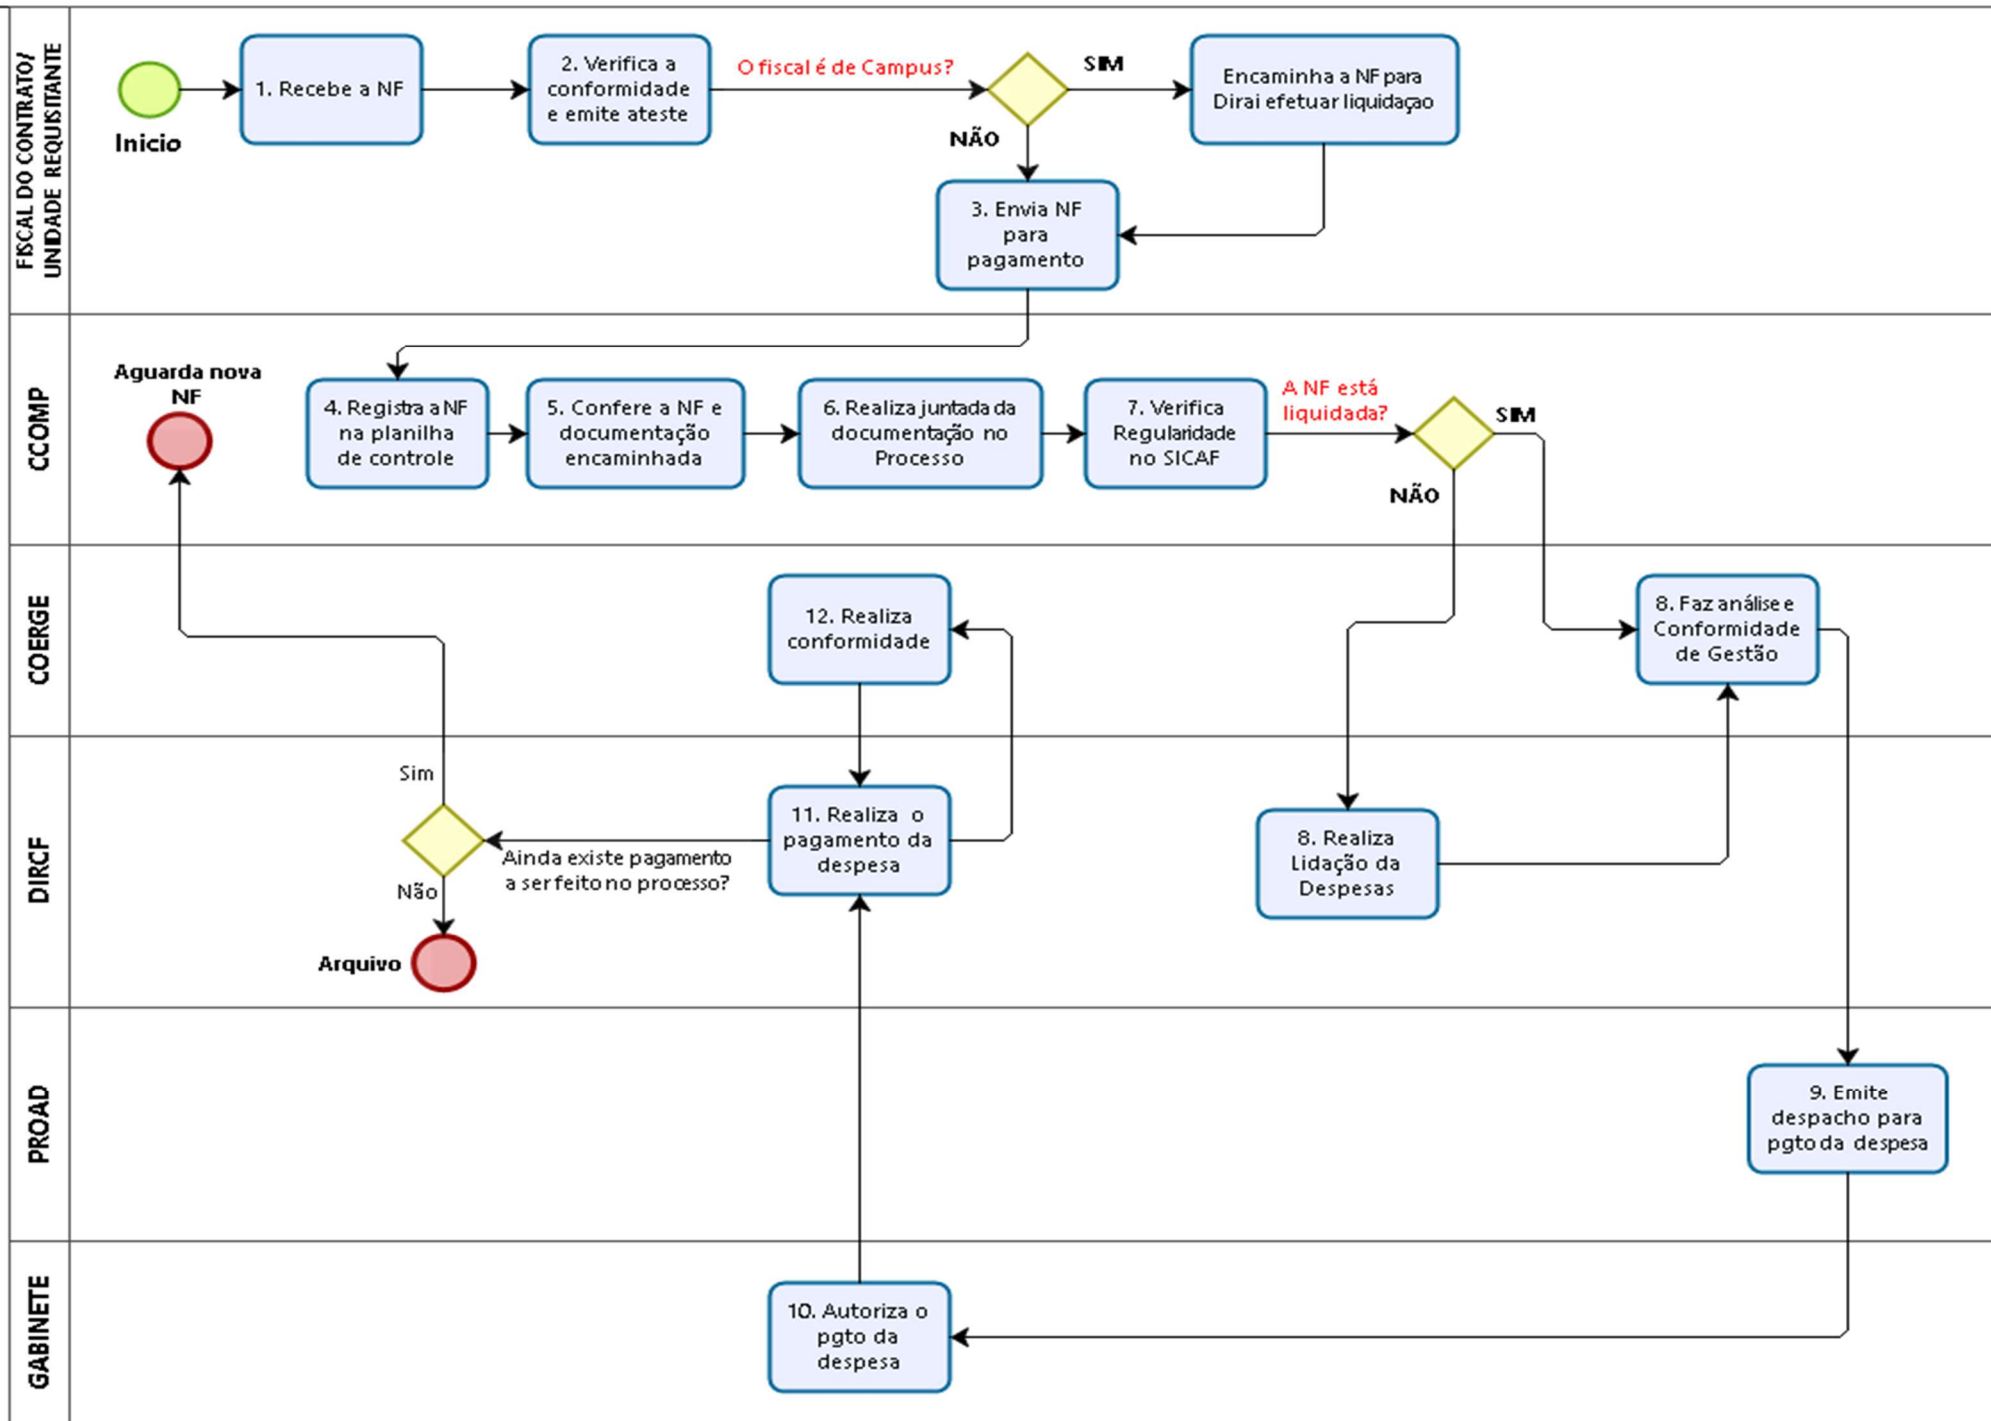 FISCAL DO CONTRATO/
UNIDADE REQUISITANTE
Inicio
1. Recebe a NF
2. Verifica a
conformidade
e emite ateste
O fiscal é de Campus?
SIM
NÃO
Encaminha a NF para
Dirai efetuar liquidaçao
3. Envia NF
para
pagamento
CCOMP
Aguarda nova
NF
4. Registra a NF
na planilha
de controle
5. Confere a NF e
documentação
encaminhada
6. Realiza juntada da
documentação no
Processo
7. Verifica
Regularidade
no SICAF
A NF está
liquidada?
SIM
NÃO
COERGE
12. Realiza
conformidade
8. Faz análise e
Conformidade
de Gestão
DIRCF
Sim
Não
Ainda existe pagamento
a ser feito no processo?
11. Realiza o
pagamento da
despesa
8. Realiza
Lidação da
Despesas
Arquivo
PROAD
9. Emite
despacho para
pgto da despesa
GABINETE
10. Autoriza o
pgto da
despesa